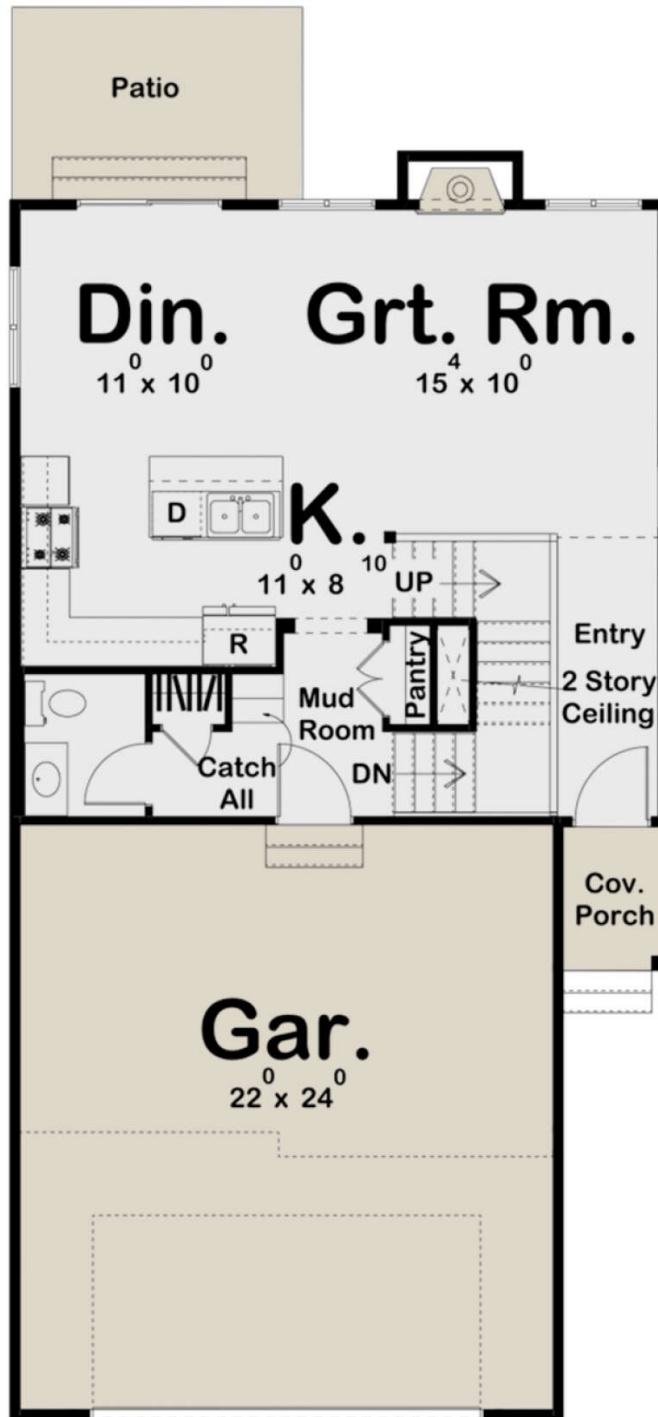 Patio
Din.
11⁰ x 10⁰
Grt. Rm.
15⁴ x 10⁰
D
K.
11⁰ x 8¹⁰
UP
R
Pantry
Entry
2 Story
Ceiling
Mud
Room
Catch
All
DN
Cov.
Porch
Gar.
22⁰ x 24⁰